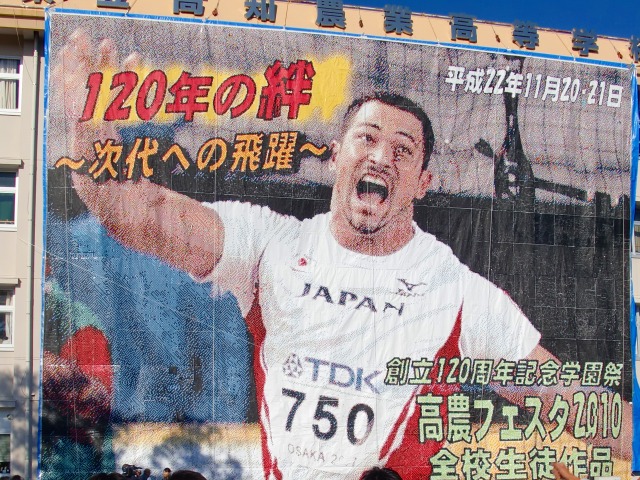 高知農業高等学校
平成22年11月20・21日
120年の絆
～次代への飛躍～
Mizuno
JAPAN
TDK
750
OSAKA 2
創立120周年記念学園祭
高農フェスタ2010
全校生徒作品